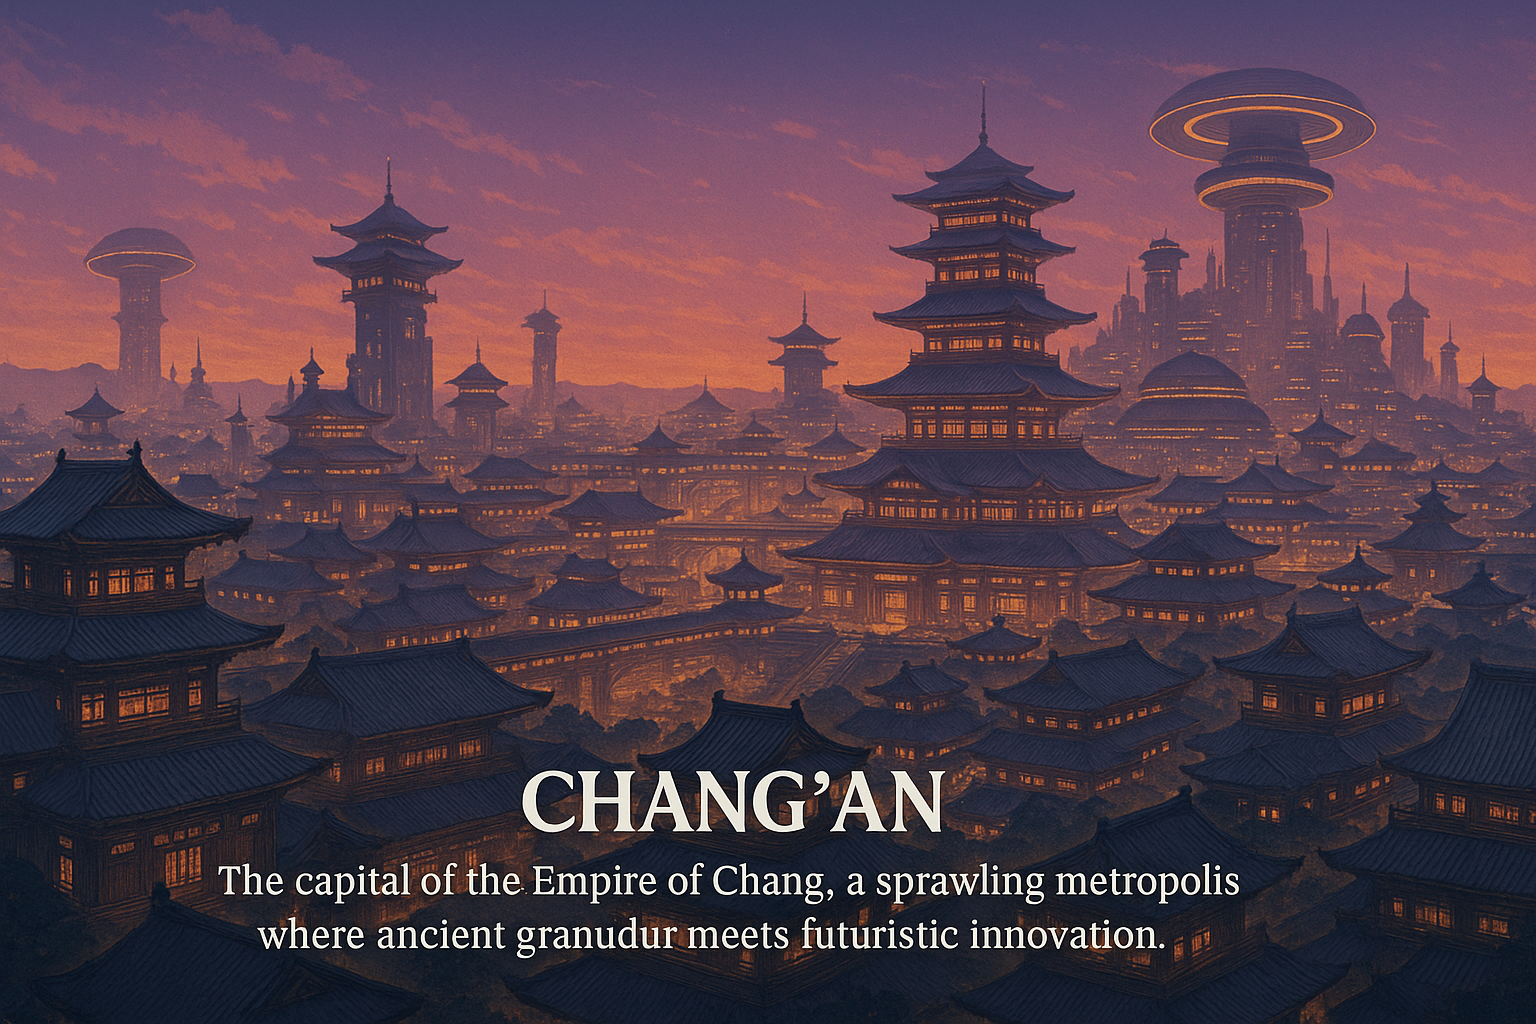 CHANG’AN
The capital of the Empire of Chang, a sprawling metropolis
where ancient granudur meets futuristic innovation.